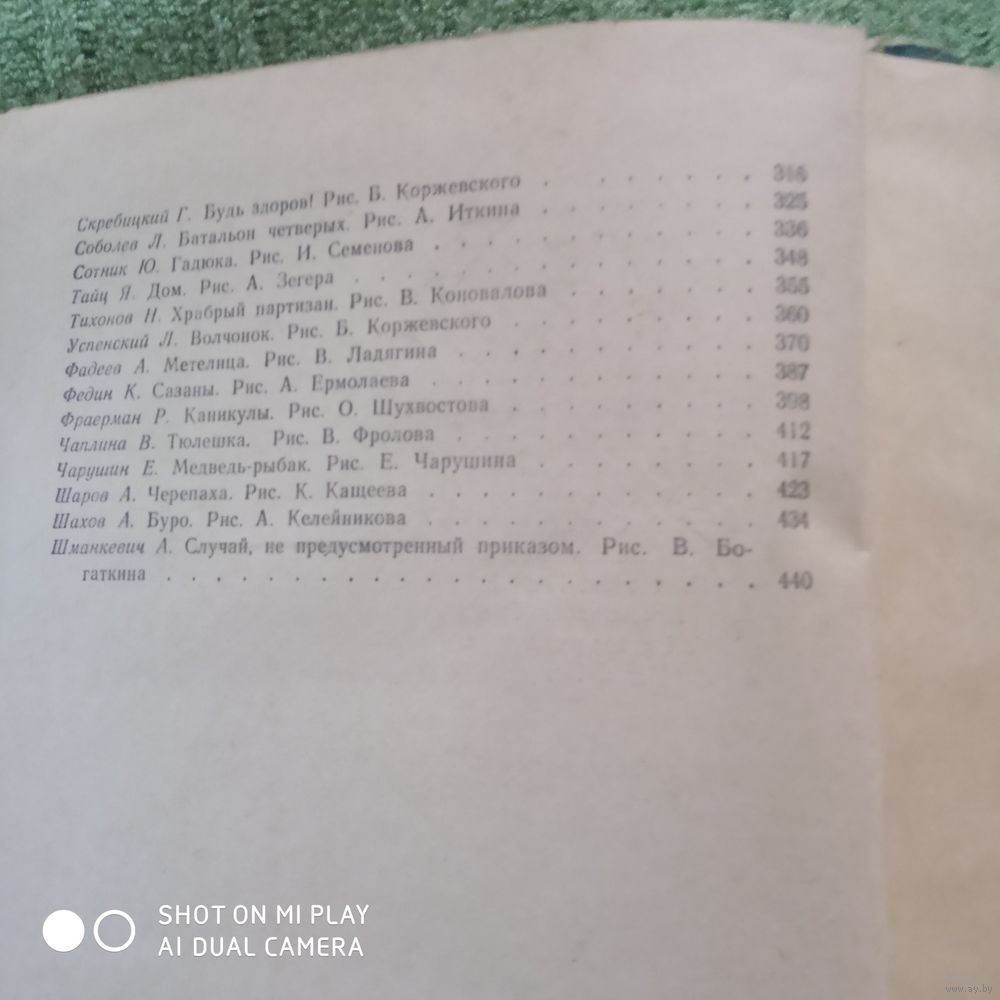 Скребицкий Г. Будь здоров! Рис. Б. Коржевского . . . . . . . 316
Соболев Л. Батальон четверых. Рис. А. Иткина . . . . . . . . 325
Сотник Ю. Гадюка. Рис. И. Семенова . . . . . . . . . . . . 336
Тайц Я. Дом. Рис. А. Зегера . . . . . . . . . . . . . . . 348
Тихонов Н. Храбрый партизан. Рис. В. Коновалова . . . . . . . 355
Успенский Л. Волчонок. Рис. Б. Коржевского . . . . . . . . . 360
Фадеев А. Метелица. Рис. В. Ладягина . . . . . . . . . . . 370
Федин К. Сазаны. Рис. А. Ермолаева . . . . . . . . . . . . 387
Фраерман Р. Каникулы. Рис. О. Шухвостова . . . . . . . . . 398
Чаплина В. Тюлешка. Рис. В. Фролова . . . . . . . . . . . 412
Чарушин Е. Медведь-рыбак. Рис. Е. Чарушина . . . . . . . . 417
Шаров А. Черепаха. Рис. К. Кащеева . . . . . . . . . . . . 423
Шахов А. Буро. Рис. А. Келейникова . . . . . . . . . . . . 434
Шманкевич А. Случай, не предусмотренный приказом. Рис. В. Бо-
гаткина . . . . . . . . . . . . . . . . . . . . . . 440
SHOT ON MI PLAY
AI DUAL CAMERA
www.ay.by